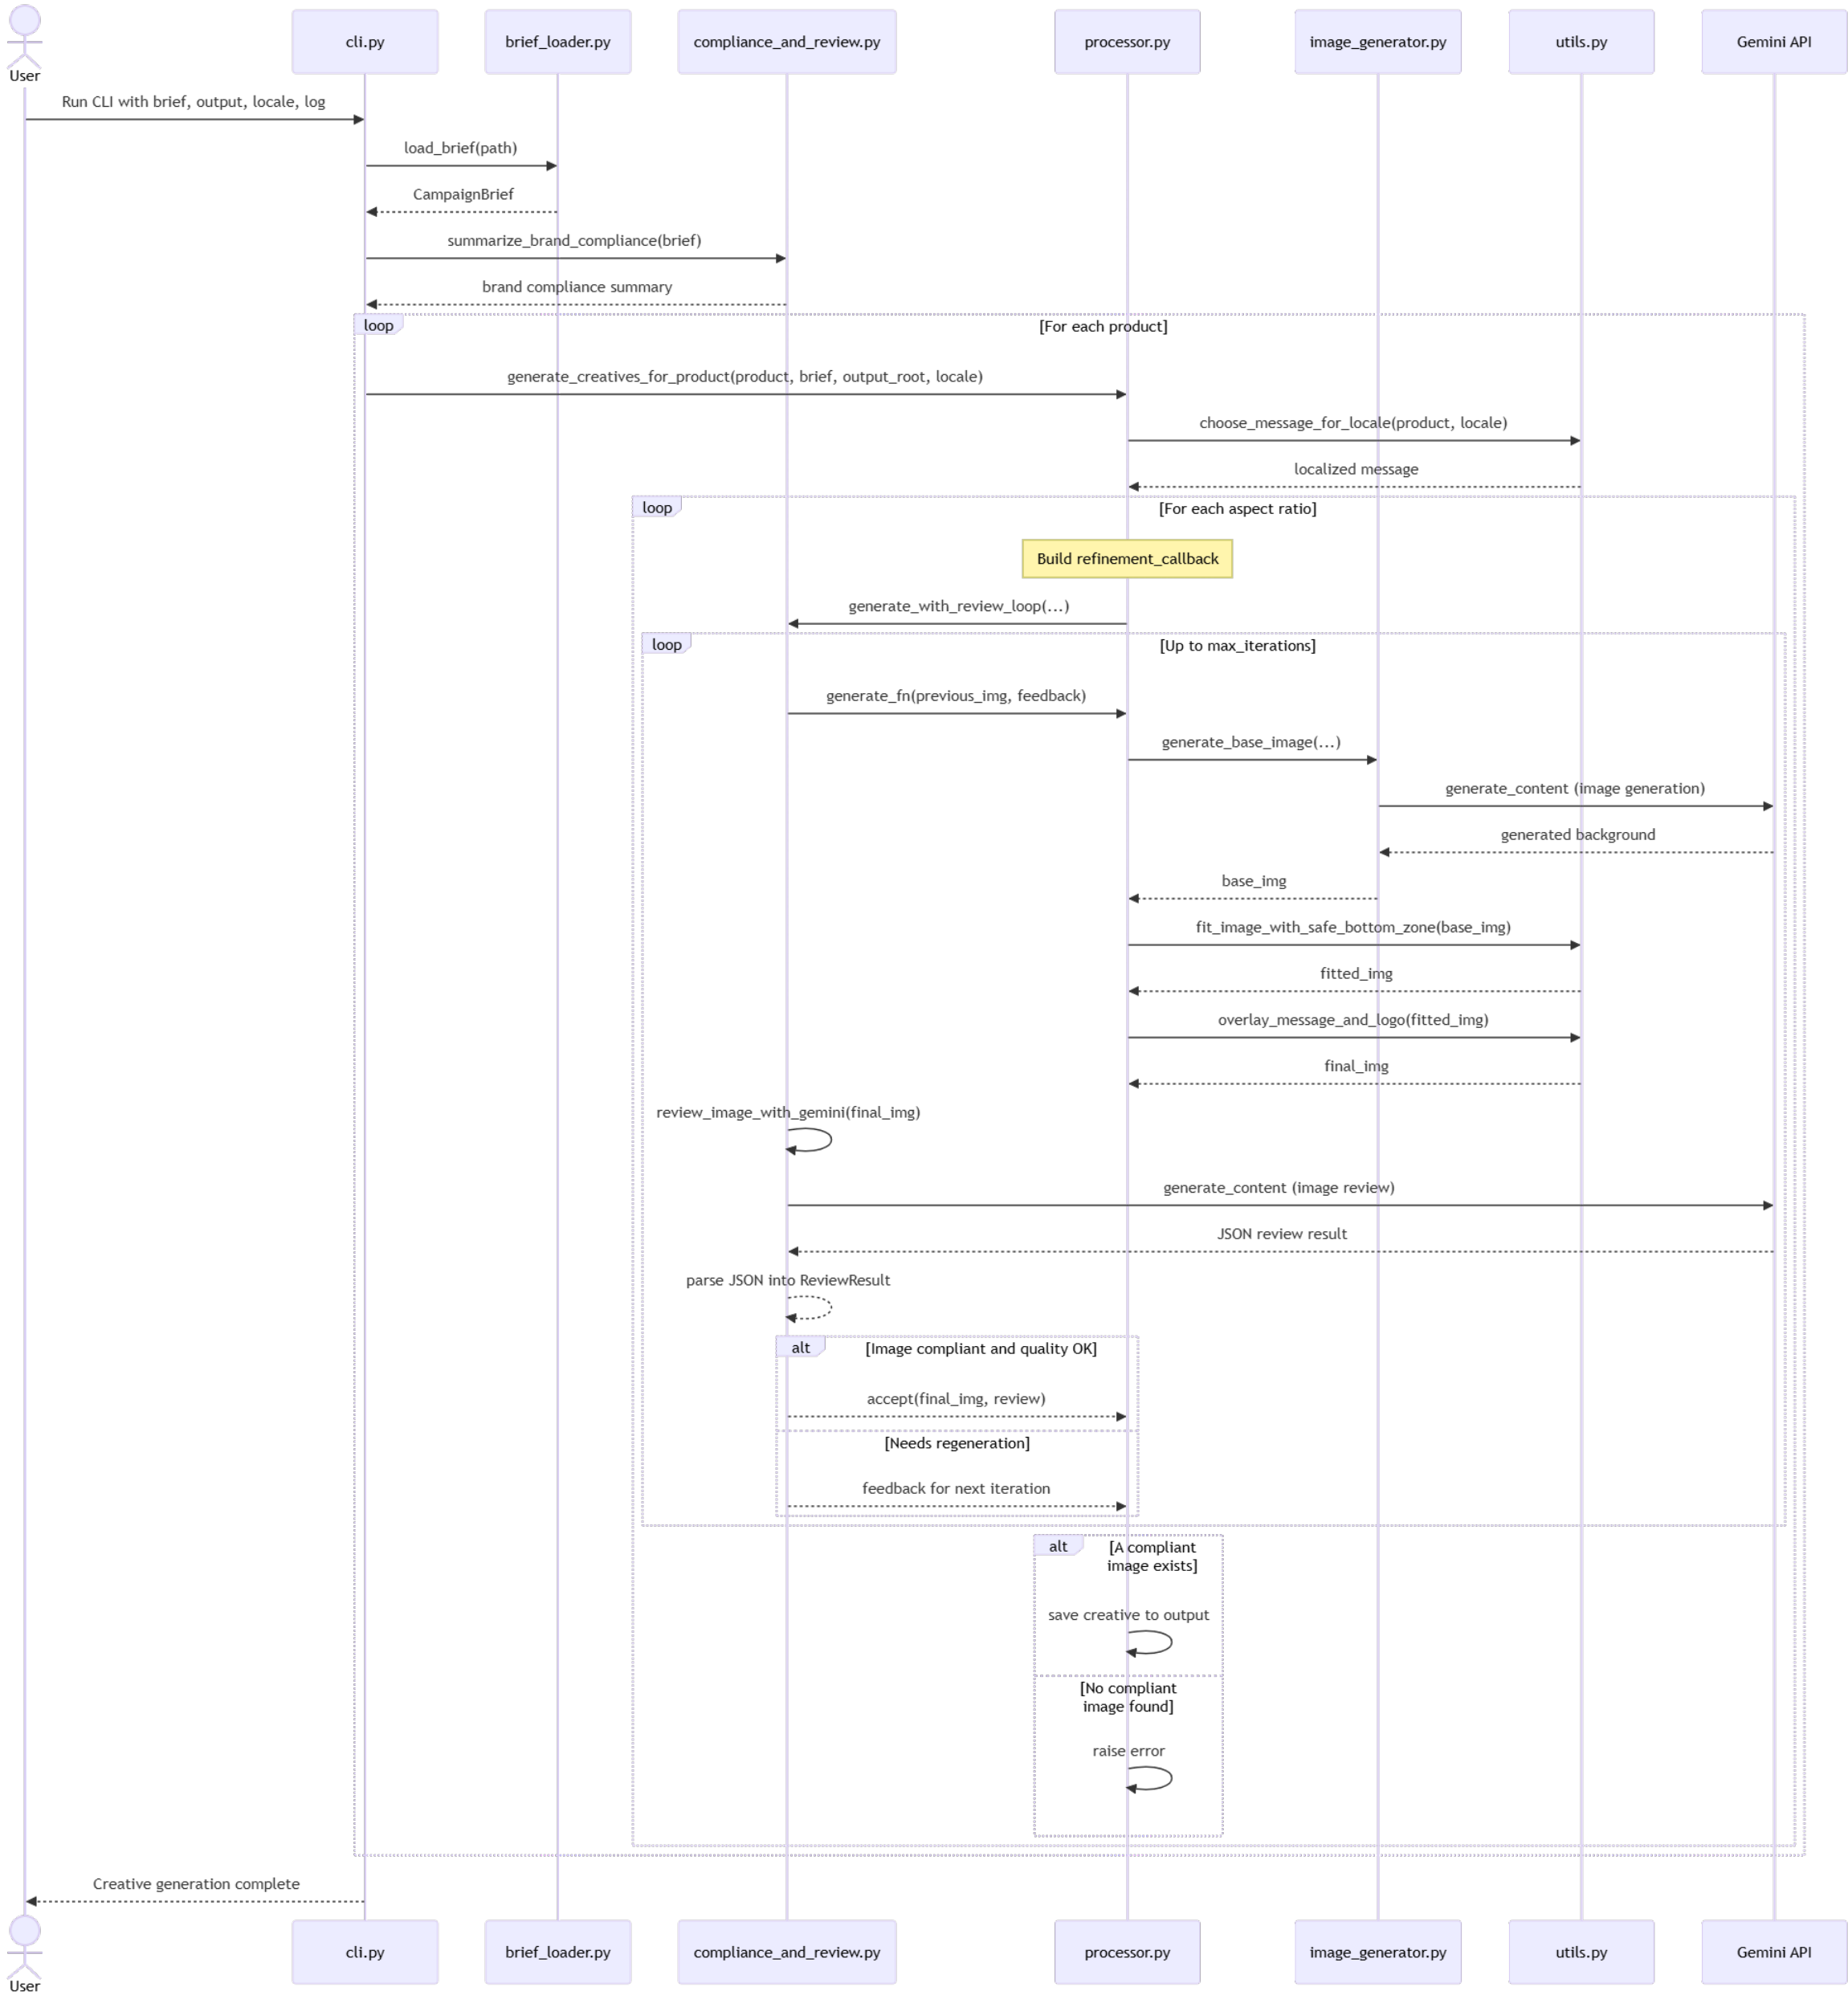 cli.py
brief_loader.py
compliance_and_review.py
processor.py
image_generator.py
utils.py
Gemini API
User
Run CLI with brief, output, locale, log
load_brief(path)
CampaignBrief
summarize_brand_compliance(brief)
brand compliance summary
loop
[For each product]
generate_creatives_for_product(product, brief, output_root, locale)
choose_message_for_locale(product, locale)
localized message
loop
[For each aspect ratio]
Build refinement_callback
generate_with_review_loop(...)
loop
[Up to max_iterations]
generate_fn(previous_img, feedback)
generate_base_image(...)
generate_content (image generation)
generated background
base_img
fit_image_with_safe_bottom_zone(base_img)
fitted_img
overlay_message_and_logo(fitted_img)
final_img
review_image_with_gemini(final_img)
generate_content (image review)
JSON review result
parse JSON into ReviewResult
alt
[Image compliant and quality OK]
accept(final_img, review)
[Needs regeneration]
feedback for next iteration
alt
[A compliant
image exists]
save creative to output
[No compliant
image found]
raise error
Creative generation complete
cli.py
brief_loader.py
compliance_and_review.py
processor.py
image_generator.py
utils.py
Gemini API
User